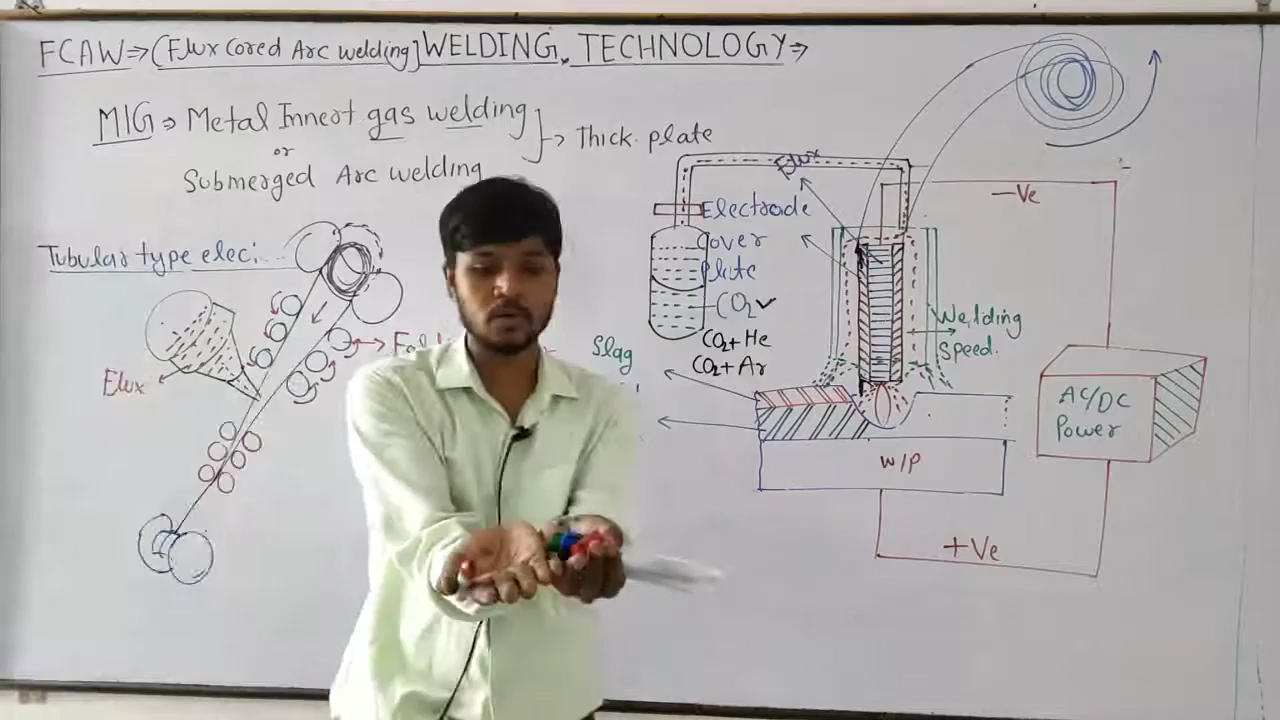 FCAW⇒(Flux Cored Arc welding] WELDING, TECHNOLOGY⇒
MIG ⇒ Metal Innert gas welding
or
Submerged Arc welding
→ Thick plate
Tubular type elec:
Flux
Flux
Electrode
cover
plate
CO2✓
CO2+He
CO2+Ar
Slag
Welding
Speed.
-Ve
AC/DC
Power
W/P
+Ve